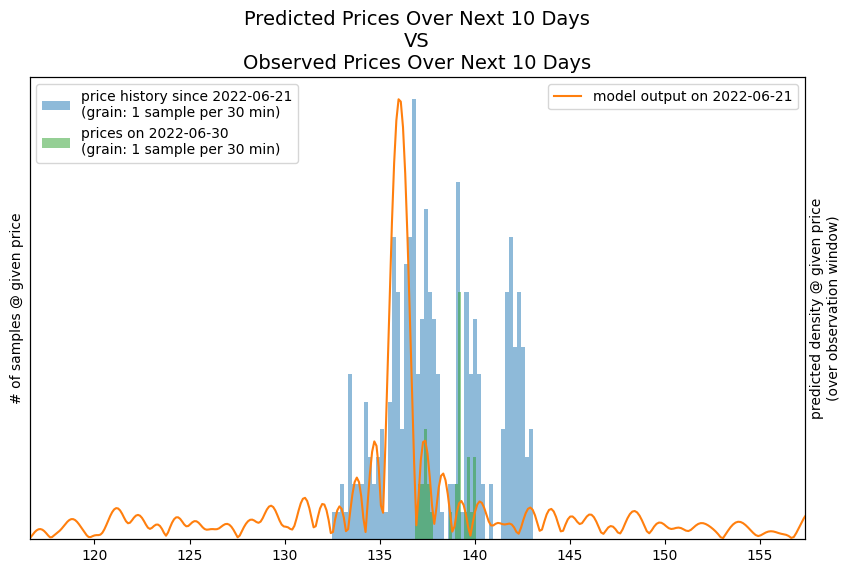 Predicted Prices Over Next 10 Days
VS
Observed Prices Over Next 10 Days
price history since 2022-06-21
(grain: 1 sample per 30 min)
prices on 2022-06-30
(grain: 1 sample per 30 min)
model output on 2022-06-21
# of samples @ given price
predicted density @ given price
(over observation window)
120 125 130 135 140 145 150 155